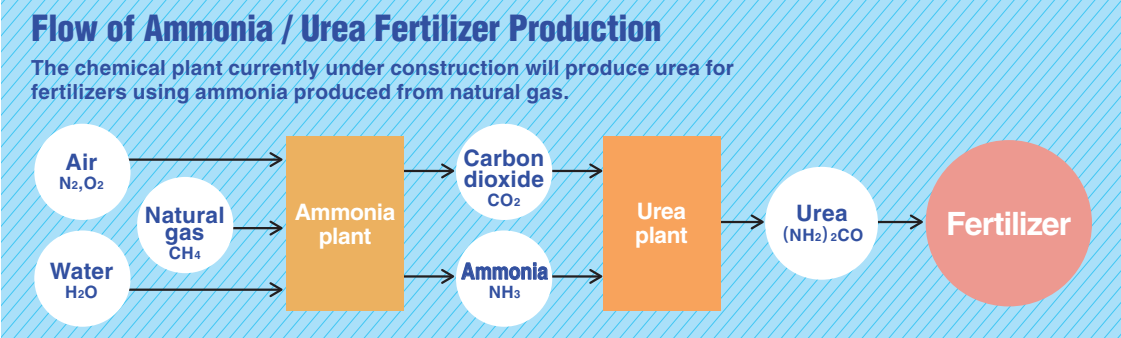 Flow of Ammonia / Urea Fertilizer Production
The chemical plant currently under construction will produce urea for
fertilizers using ammonia produced from natural gas.
Air
N₂,O₂
Natural
gas
CH₄
Water
H₂O
Ammonia
plant
Carbon
dioxide
CO₂
Ammonia
NH₃
Urea
plant
Urea
(NH₂)₂CO
Fertilizer